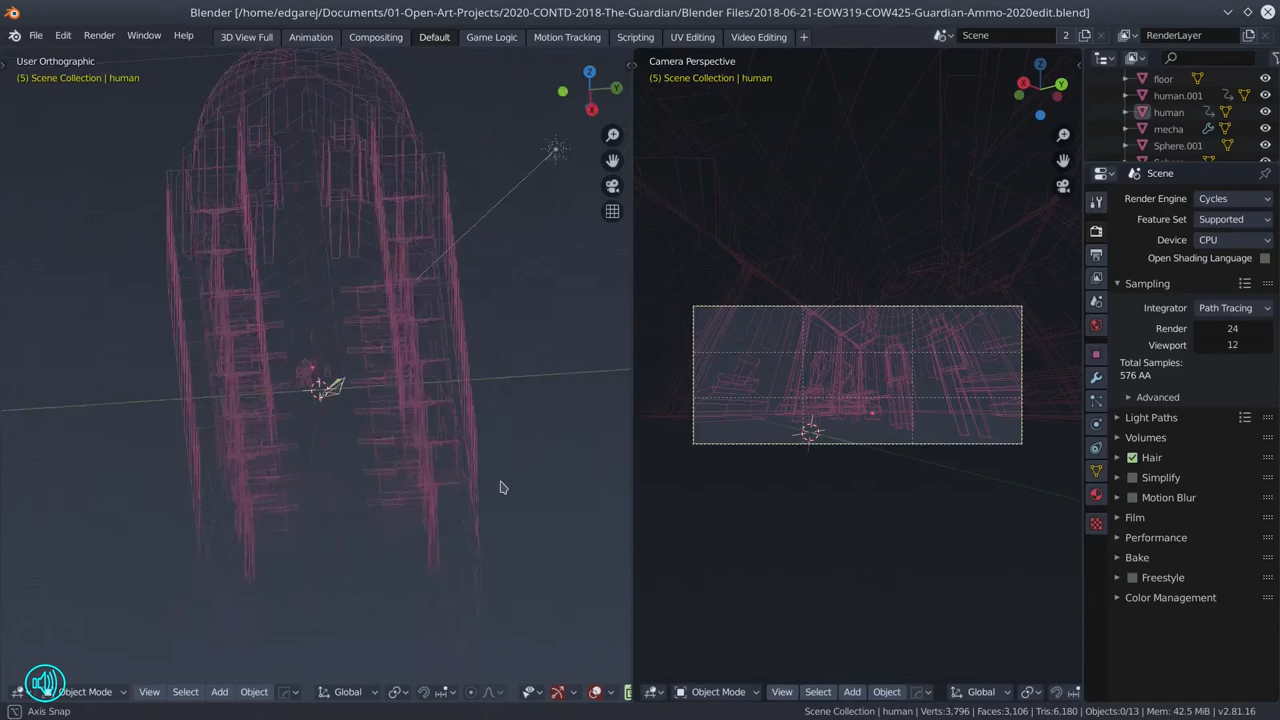 Blender [/home/edgarej/Documents/01-Open-Art-Projects/2020-CONTD-2018-The-Guardian/Blender Files/2018-06-21-EOW319-COW425-Guardian-Ammo-2020edit.blend]
File Edit Render Window Help
3D View Full Animation Compositing Default Game Logic Motion Tracking Scripting UV Editing Video Editing +
Scene 2
RenderLayer
User Orthographic
(5) Scene Collection | human
Z
Y
X
Camera Perspective
(5) Scene Collection | human
Z
X
Y
floor
human.001
human
mecha
Sphere.001
Scene
Render Engine Cycles
Feature Set Supported
Device CPU
Open Shading Language
Sampling
Integrator Path Tracing
Render 24
Viewport 12
Total Samples:
576 AA
Advanced
Light Paths
Volumes
Hair
Simplify
Motion Blur
Film
Performance
Bake
Freestyle
Color Management
Object Mode View Select Add Object Global
Object Mode View Select Add Object Global
Axis Snap
Scene Collection | human | Verts:3,796 | Faces:3,106 | Tris:6,180 | Objects:0/13 | Mem: 42.5 MiB | v2.81.16